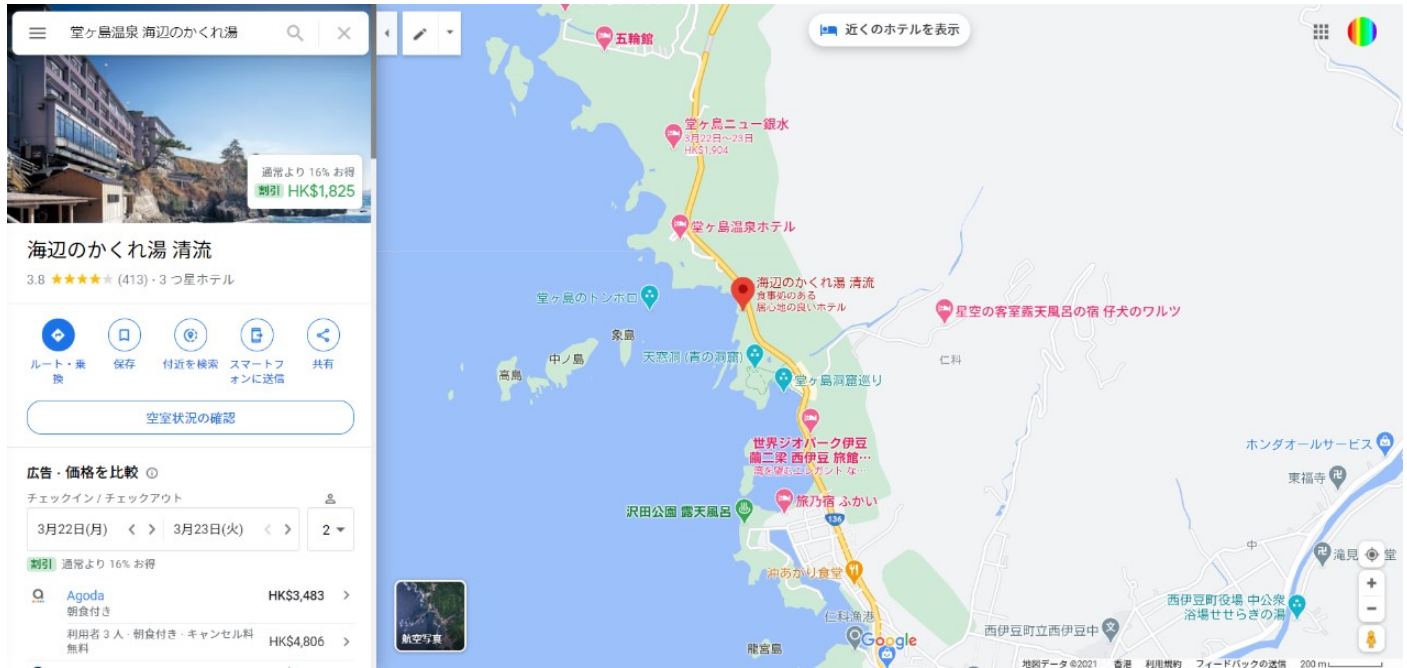 堂ヶ島温泉 海辺のかくれ湯
通常より 16% お得
割引 HK$1,825
海辺のかくれ湯 清流
3.8 ★★★★★ (413)・3 つ星ホテル
ルート・乗
換
保存
付近を検索
スマートフ
ォンに送信
共有
空室状況の確認
広告・価格を比較
チェックイン / チェックアウト
3月22日(月)
3月23日(火)
2
割引 通常より 16% お得
Agoda
HK$3,483
朝食付き
利用者 3 人・朝食付き・キャンセル料
無料
HK$4,806
近くのホテルを表示
五輪館
堂ヶ島ニュー銀水
3月22日～23日
HK$1,904
堂ヶ島温泉ホテル
海辺のかくれ湯 清流
食事処のある
居心地の良いホテル
堂ヶ島のトンボロ
星空の客室露天風呂の宿 仔犬のワルツ
象島
中ノ島
高島
天窓洞 (青の洞窟)
仁科
堂ヶ島洞窟巡り
世界ジオパーク伊豆
繭二梁 西伊豆 旅館…
湾を望むエレガント な…
ホンダオールサービス
東福寺
旅乃宿 ふかい
沢田公園 露天風呂
136
中
滝見
堂
沖あがり食堂
西伊豆町役場 中公衆
浴場せせらぎの湯
仁科漁港
西伊豆町立西伊豆中
龍宮島
航空写真
Google
地図データ ©2021
香港
利用規約
フィードバックの送信
200 m